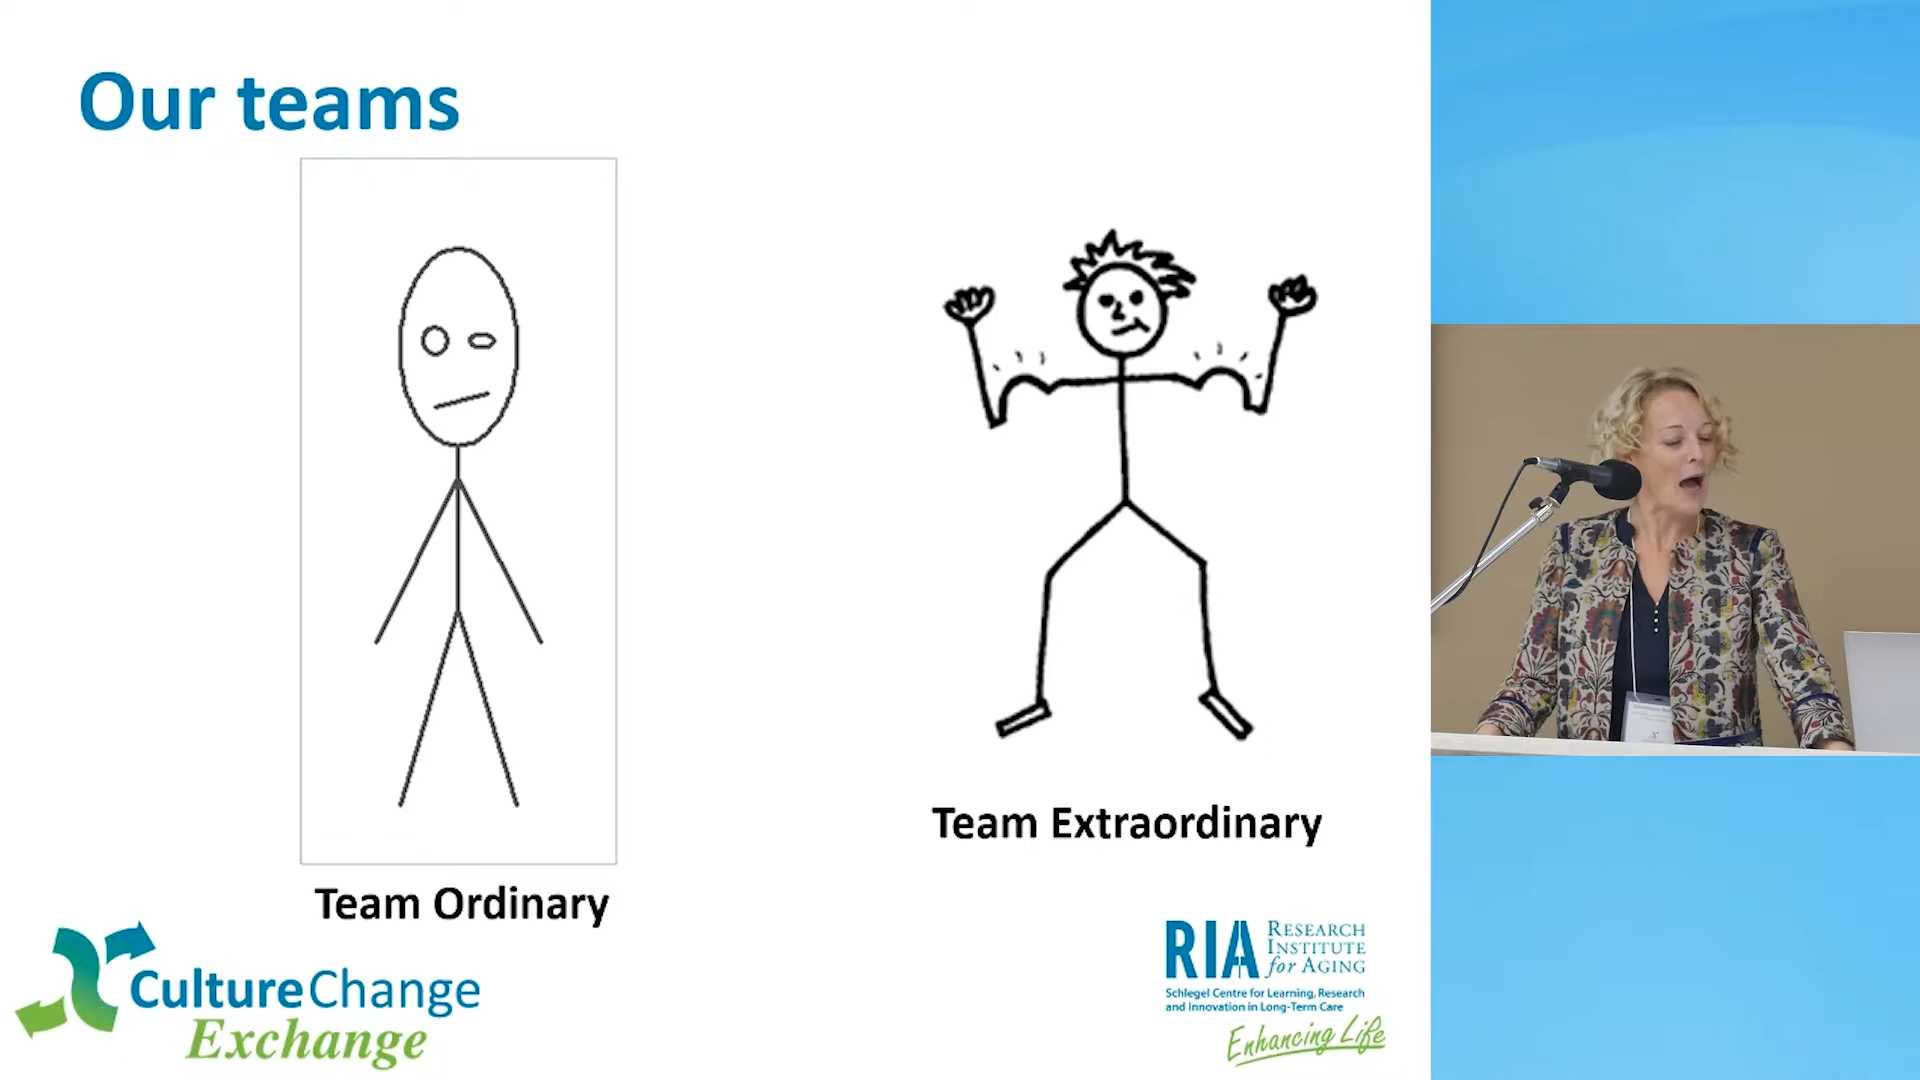 Our teams
Team Ordinary
Team Extraordinary
CultureChange
Exchange
RIA
RESEARCH
INSTITUTE
for AGING
Schlegel Centre for Learning, Research
and Innovation in Long-Term Care
Enhancing Life